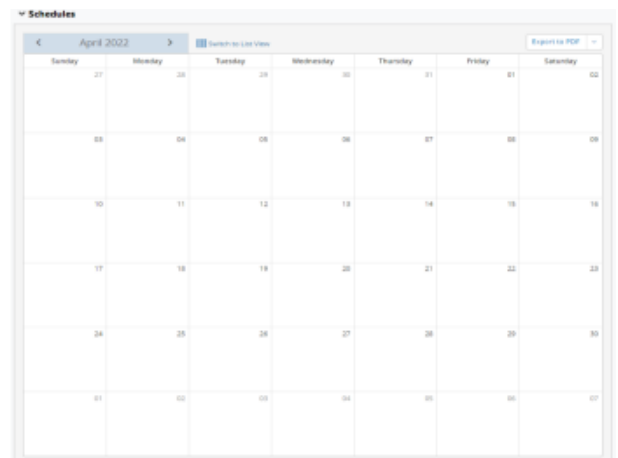 Schedules
April 2022 Switch to List View Export to PDF
Sunday Monday Tuesday Wednesday Thursday Friday Saturday
27 28 29 30 31 01 02
03 04 05 06 07 08 09
10 11 12 13 14 15 16
17 18 19 20 21 22 23
24 25 26 27 28 29 30
01 02 03 04 05 06 07